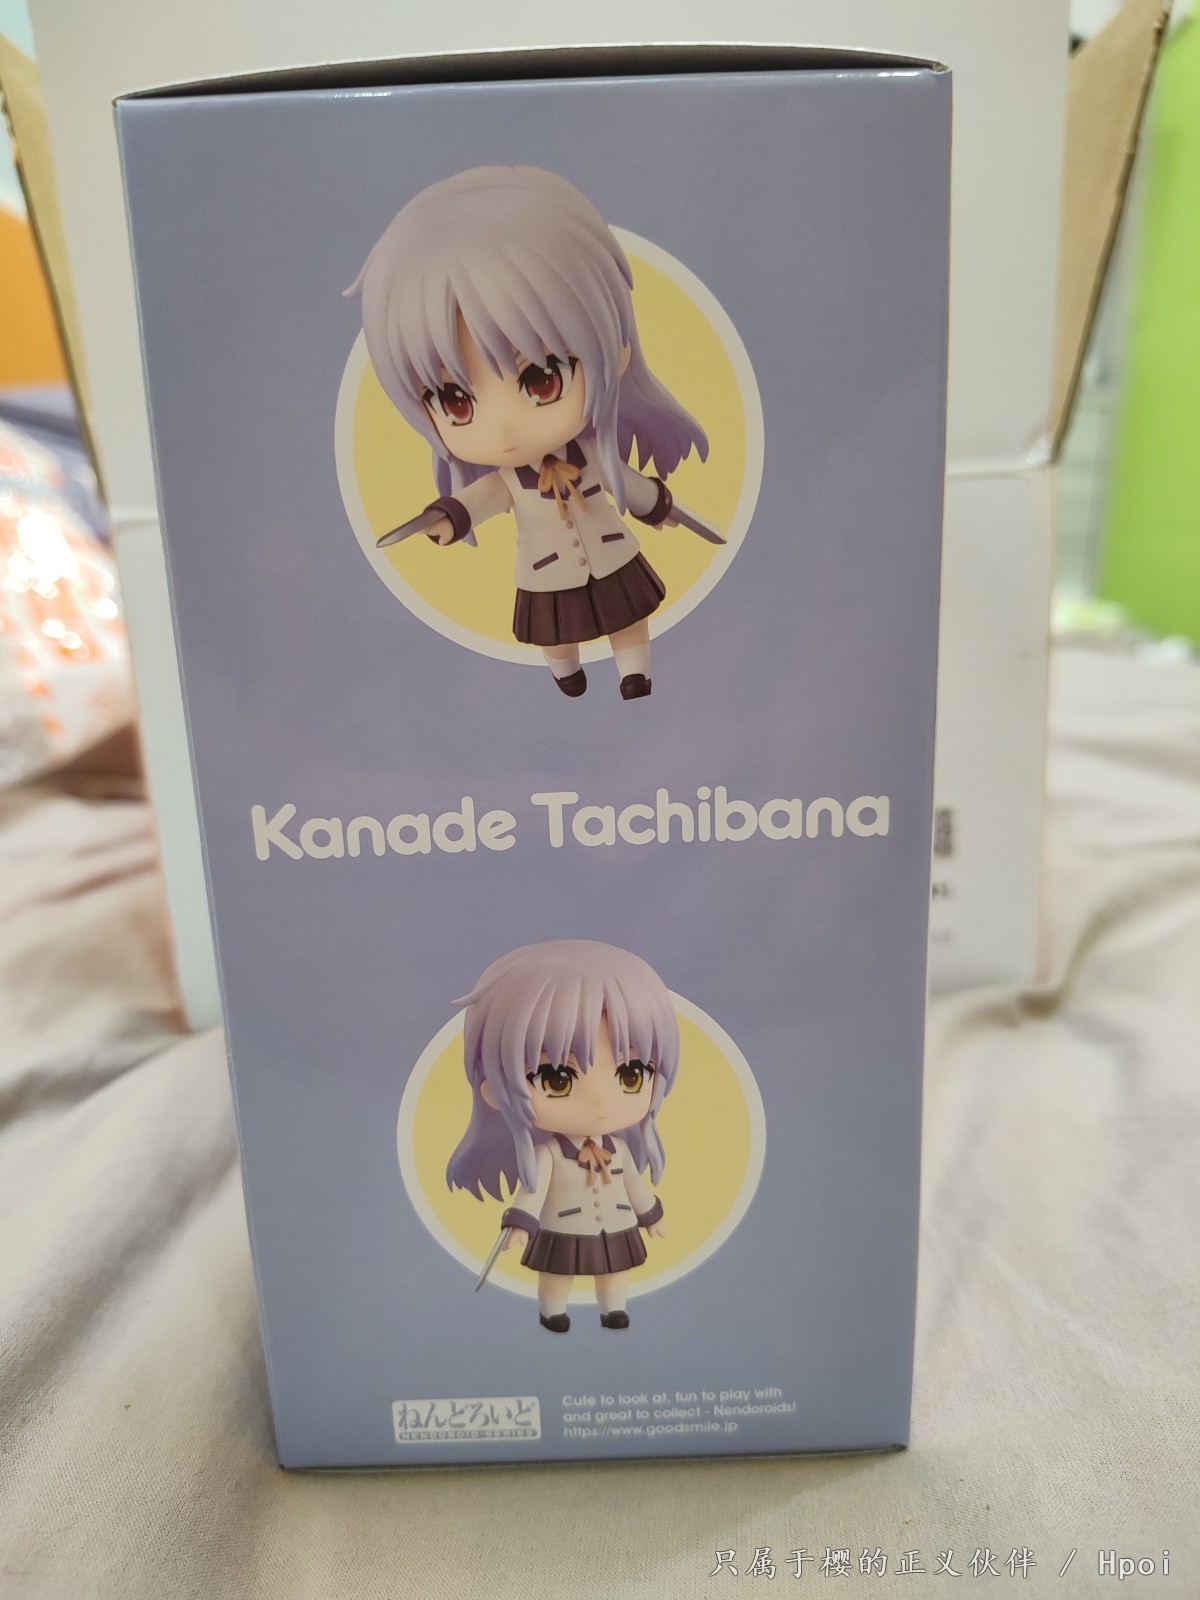 Kanade Tachibana
ねんどろいど
NENDOROID SERIES
Cute to look at, fun to play with
and great to collect - Nendoroids!
https://www.goodsmile.jp
只属于樱的正义伙伴 / Hpoi